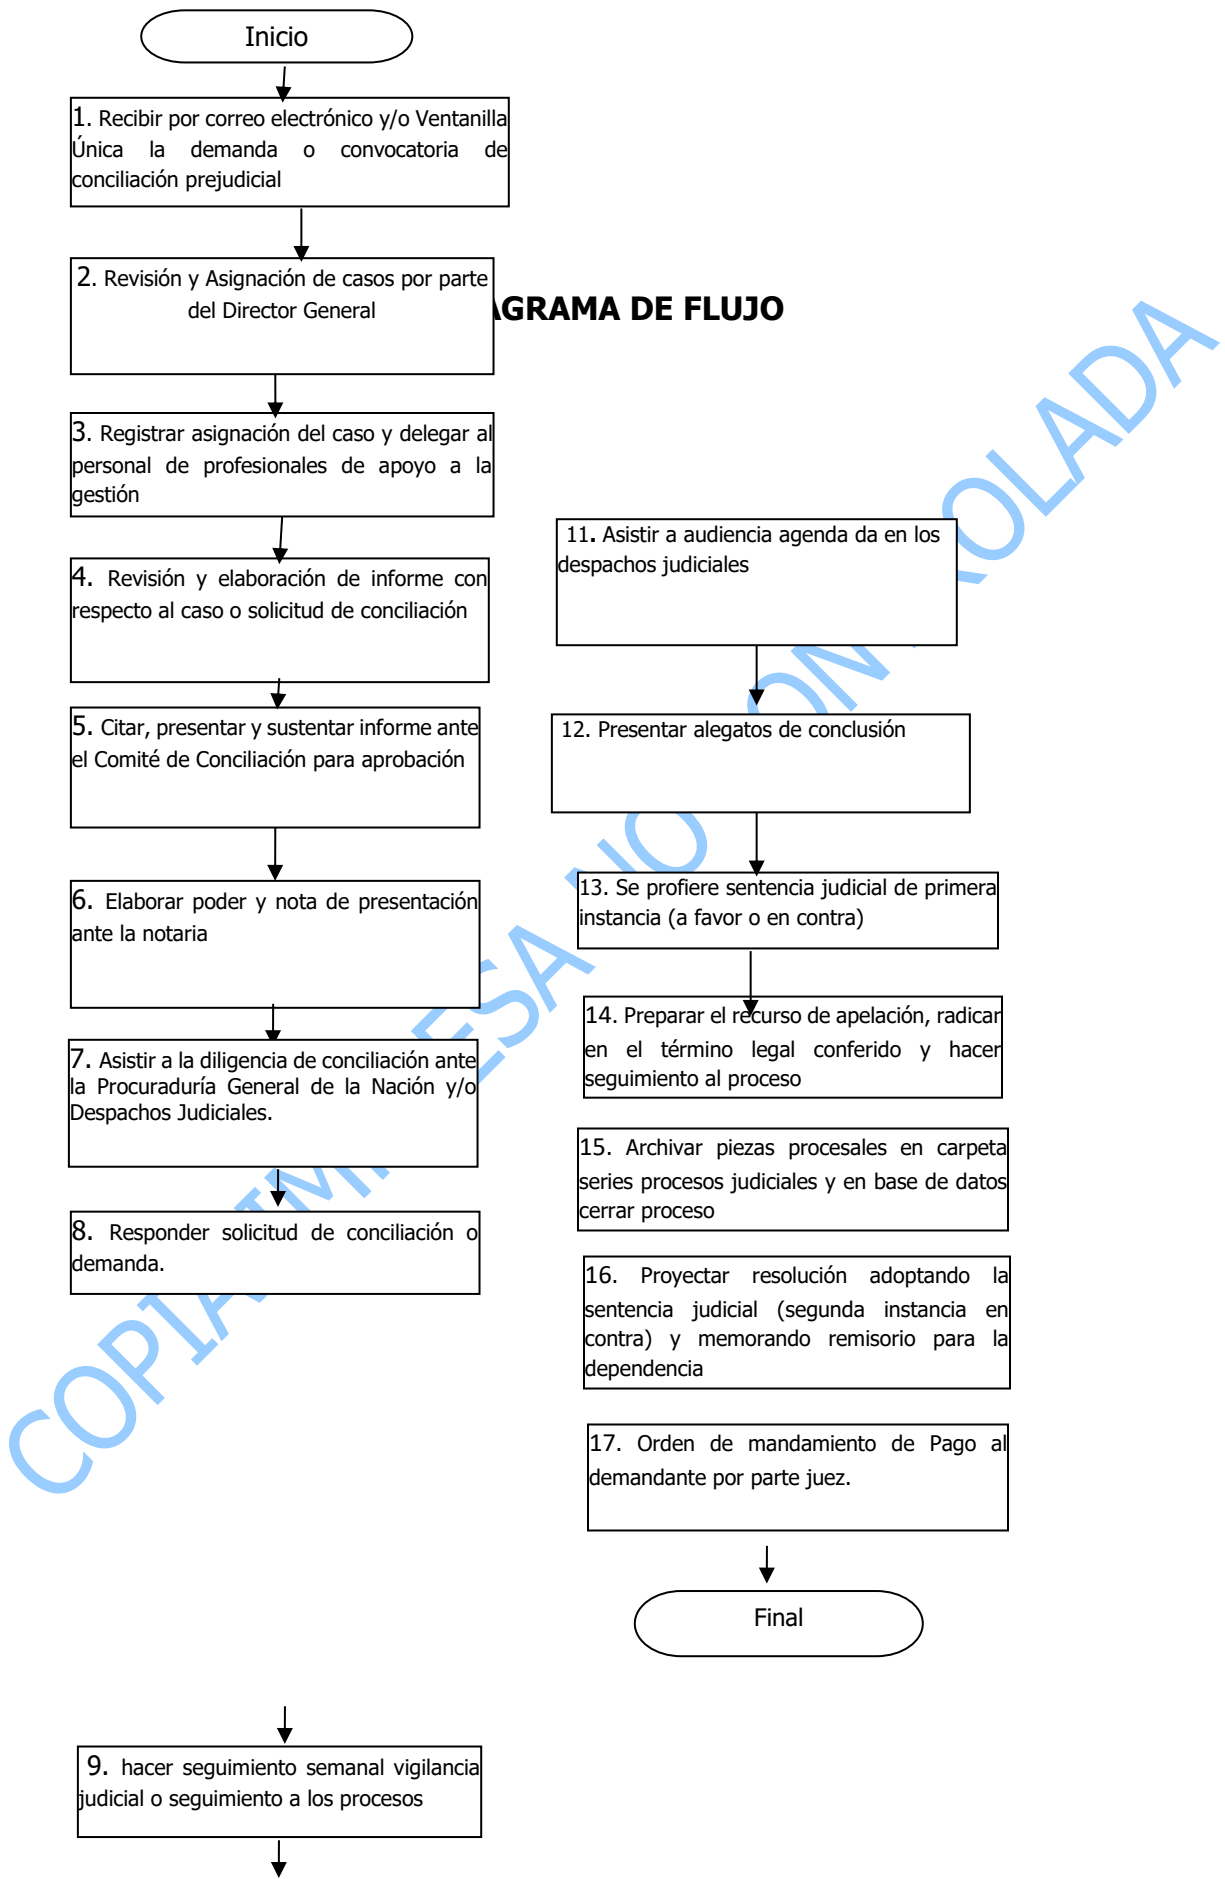 Inicio
1. Recibir por correo electrónico y/o Ventanilla
Única la demanda o convocatoria de
conciliación prejudicial
2. Revisión y Asignación de casos por parte
del Director General
AGRAMA DE FLUJO
3. Registrar asignación del caso y delegar al
personal de profesionales de apoyo a la
gestión
4. Revisión y elaboración de informe con
respecto al caso o solicitud de conciliación
5. Citar, presentar y sustentar informe ante
el Comité de Conciliación para aprobación
6. Elaborar poder y nota de presentación
ante la notaria
7. Asistir a la diligencia de conciliación ante
la Procuraduría General de la Nación y/o
Despachos Judiciales.
8. Responder solicitud de conciliación o
demanda.
9. hacer seguimiento semanal vigilancia
judicial o seguimiento a los procesos
11. Asistir a audiencia agenda da en los
despachos judiciales
12. Presentar alegatos de conclusión
13. Se profiere sentencia judicial de primera
instancia (a favor o en contra)
14. Preparar el recurso de apelación, radicar
en el término legal conferido y hacer
seguimiento al proceso
15. Archivar piezas procesales en carpeta
series procesos judiciales y en base de datos
cerrar proceso
16. Proyectar resolución adoptando la
sentencia judicial (segunda instancia en
contra) y memorando remisorio para la
dependencia
17. Orden de mandamiento de Pago al
demandante por parte juez.
Final